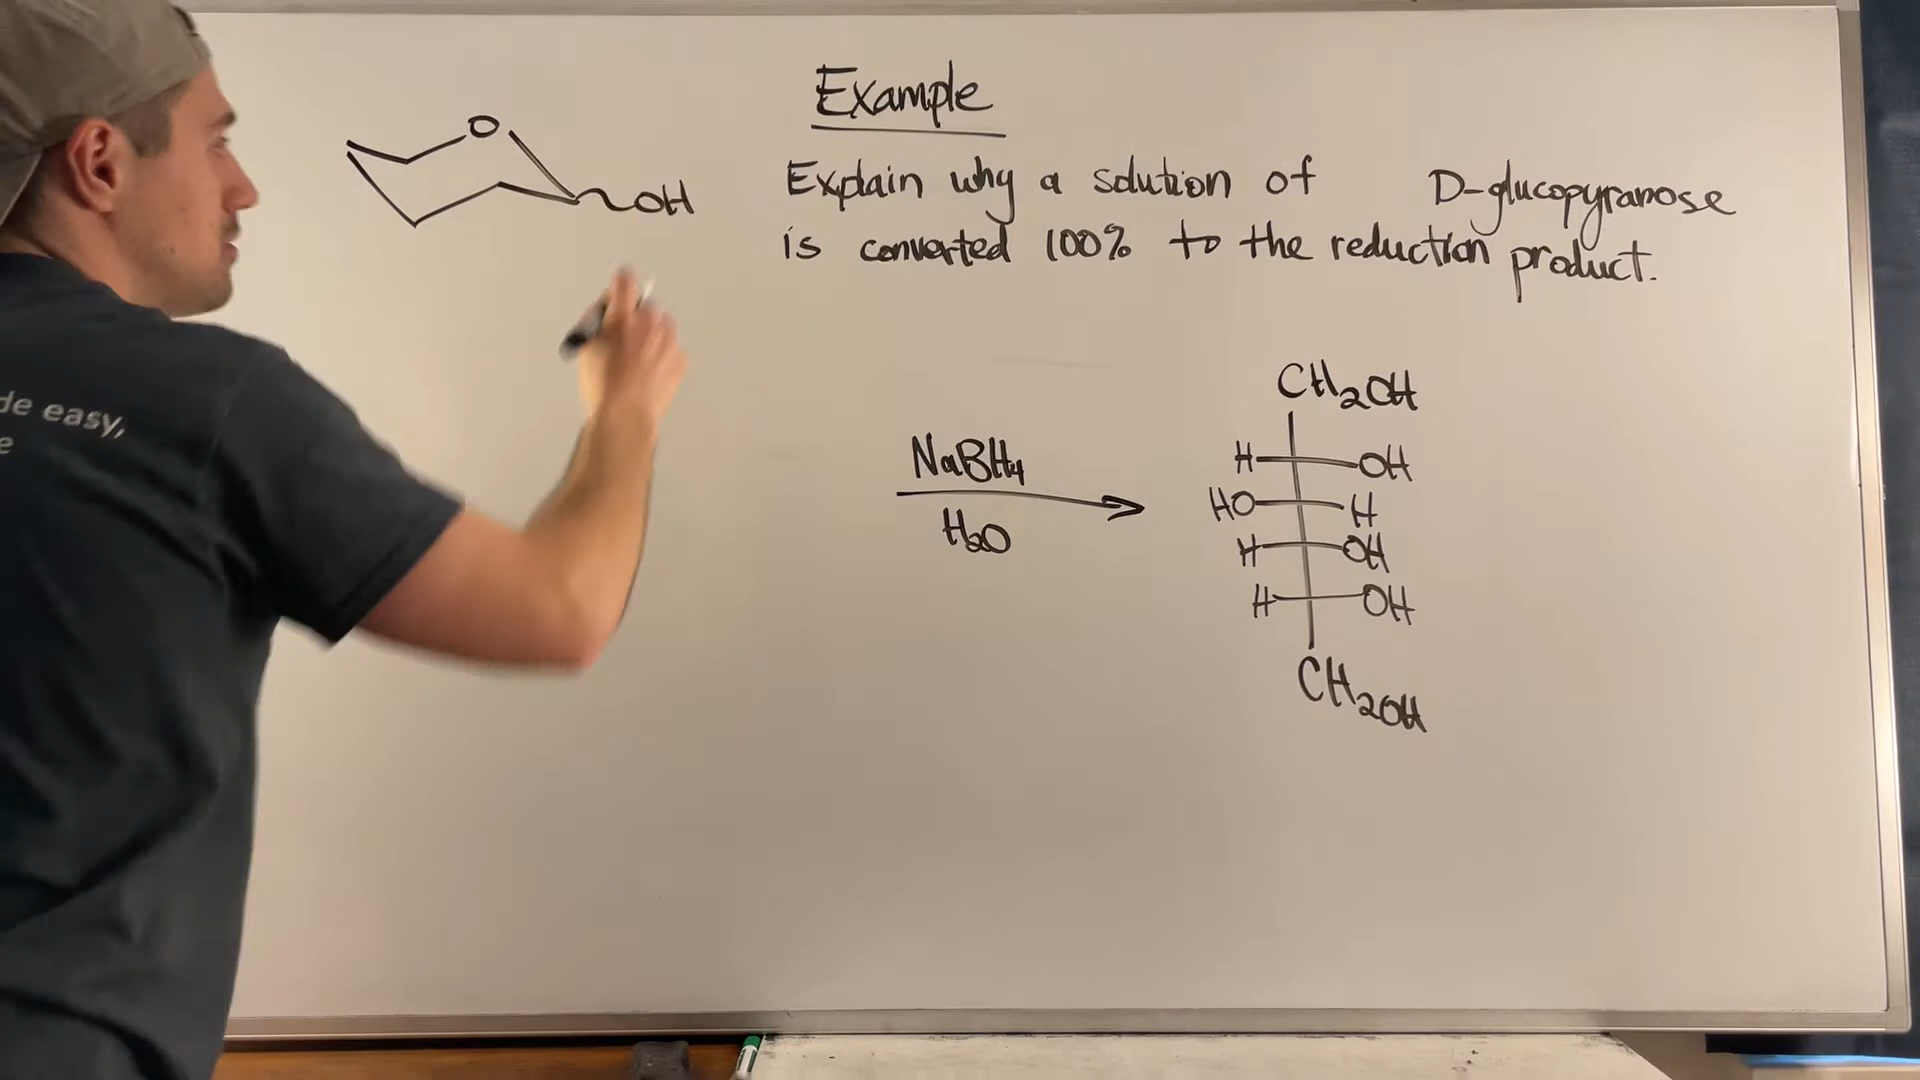 Example
Explain why a solution of D-glucopyranose
is converted 100% to the reduction product.
O
OH
CH2OH
NaBH4
H2O
H OH
HO H
H OH
H OH
CH2OH
de easy,
e